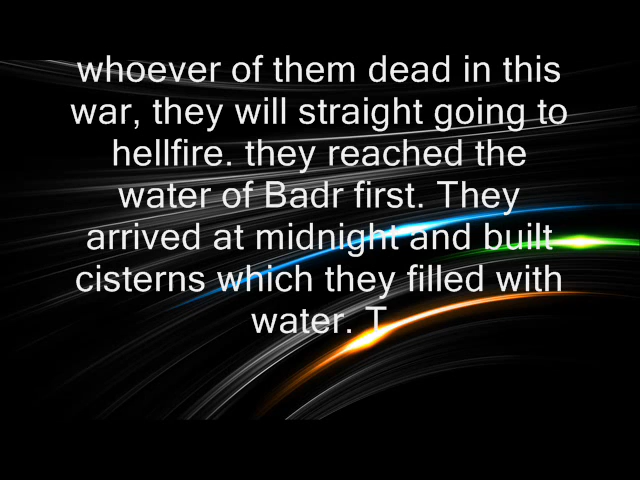 whoever of them dead in this
war, they will straight going to
hellfire. they reached the
water of Badr first. They
arrived at midnight and built
cisterns which they filled with
water. T